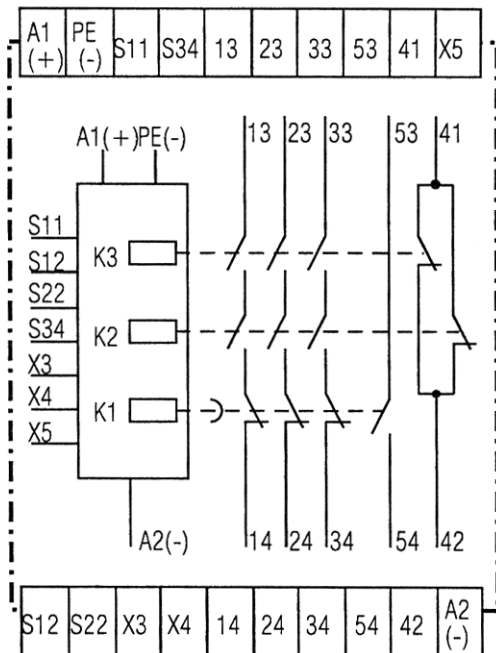 A1 (+) PE (-) S11 S34 13 23 33 53 41 X5
A1(+) PE(-) 13 23 33 53 41
S11
K3
S12
S22
K2
S34
X3
K1
X4
X5
A2(-) 14 24 34 54 42
S12 S22 X3 X4 14 24 34 54 42 A2 (-)